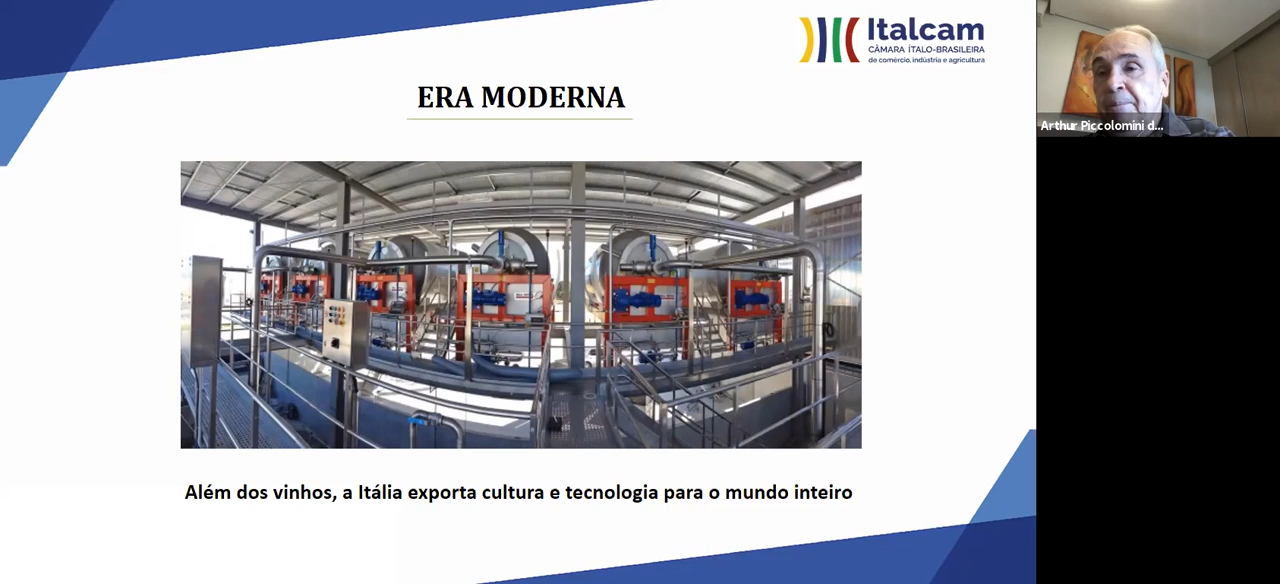 Italcam
CÂMARA ÍTALO-BRASILEIRA
de comércio, indústria e agricultura
ERA MODERNA
Arthur Piccolomini d...
Além dos vinhos, a Itália exporta cultura e tecnologia para o mundo inteiro